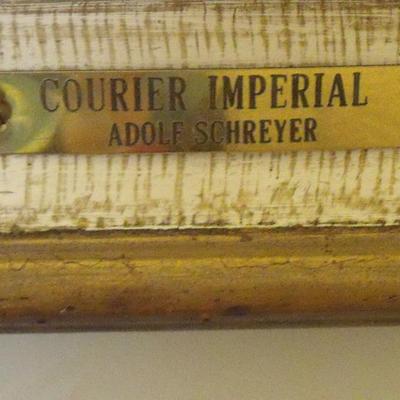 COURIER IMPERIAL
ADOLF SCHREYER